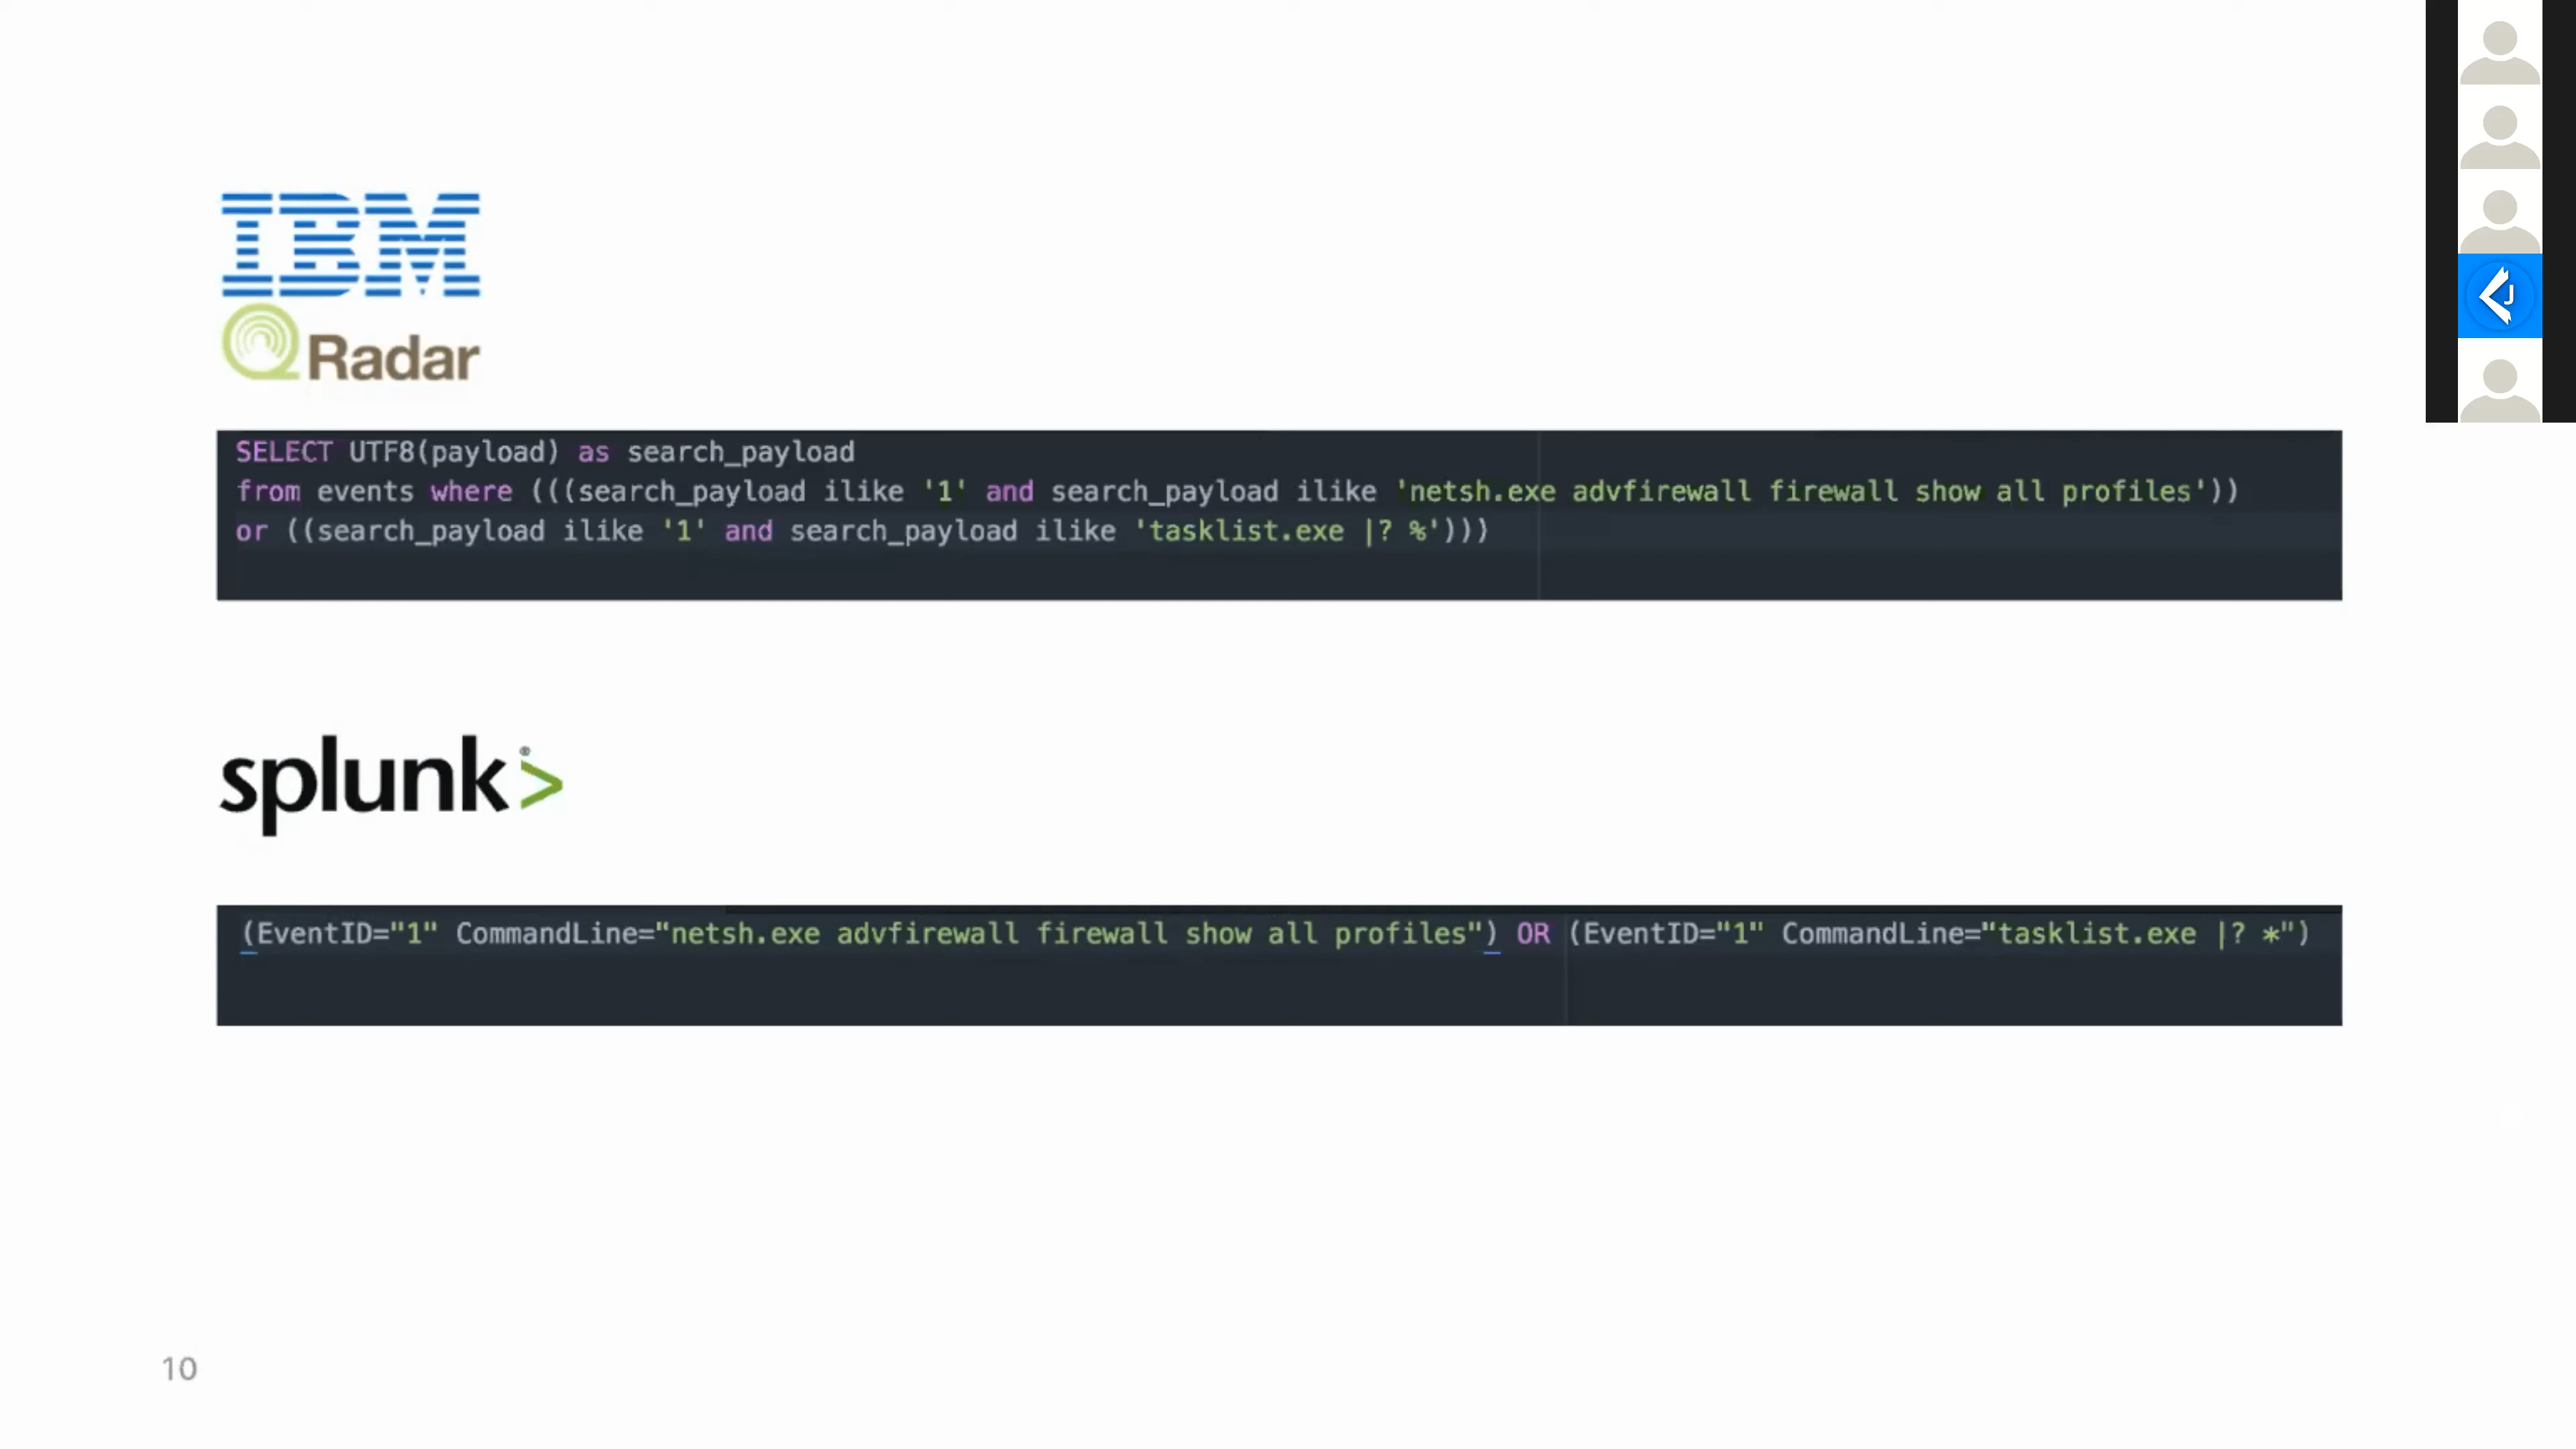 IBM
QRadar
SELECT UTF8(payload) as search_payload
from events where (((search_payload ilike '1' and search_payload ilike 'netsh.exe advfirewall firewall show all profiles'))
or ((search_payload ilike '1' and search_payload ilike 'tasklist.exe |? %')))
splunk>
(EventID="1" CommandLine="netsh.exe advfirewall firewall show all profiles") OR (EventID="1" CommandLine="tasklist.exe |? *")
10
J